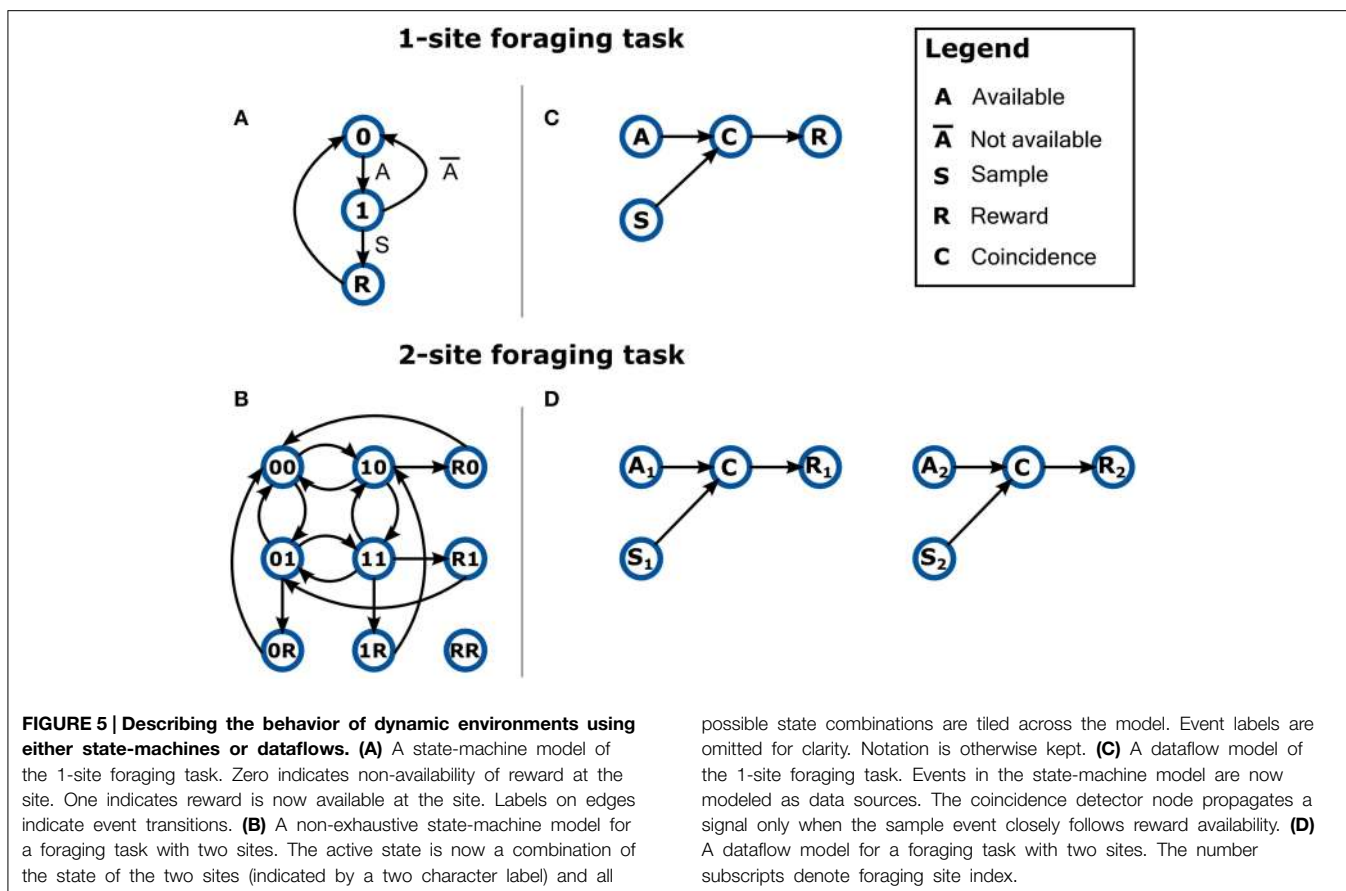 1-site foraging task
A
0
A
A̅
1
S
R
C
A
C
R
S
Legend
A Available
A̅ Not available
S Sample
R Reward
C Coincidence
2-site foraging task
B
00
10
R0
01
11
R1
0R
1R
RR
D
A₁
C
R₁
S₁
A₂
C
R₂
S₂
FIGURE 5 | Describing the behavior of dynamic environments using
either state-machines or dataflows. (A) A state-machine model of
the 1-site foraging task. Zero indicates non-availability of reward at the
site. One indicates reward is now available at the site. Labels on edges
indicate event transitions. (B) A non-exhaustive state-machine model for
a foraging task with two sites. The active state is now a combination of
the state of the two sites (indicated by a two character label) and all
possible state combinations are tiled across the model. Event labels are
omitted for clarity. Notation is otherwise kept. (C) A dataflow model of
the 1-site foraging task. Events in the state-machine model are now
modeled as data sources. The coincidence detector node propagates a
signal only when the sample event closely follows reward availability. (D)
A dataflow model for a foraging task with two sites. The number
subscripts denote foraging site index.